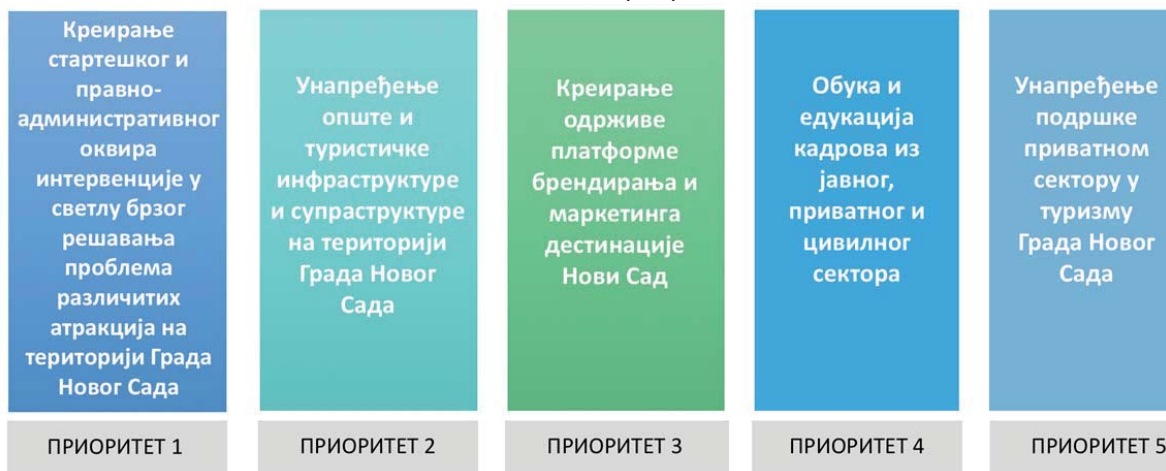 Креирање
стартешког и
правно-
административног
оквира
интервенције у
светлу брзог
решавања
проблема
различитих
атракција на
територији Града
Новог Сада
ПРИОРИТЕТ 1
Унапређење
опште и
туристичке
инфраструктуре
и супраструктуре
на територији
Града Новог
Сада
ПРИОРИТЕТ 2
Креирање
одрживе
платформе
брендирања и
маркетинга
дестинације
Нови Сад
ПРИОРИТЕТ 3
Обука и
едукација
кадрова из
јавног,
приватног и
цивилног
сектора
ПРИОРИТЕТ 4
Унапређење
подршке
приватном
сектору у
туризму
Града Новог
Сада
ПРИОРИТЕТ 5